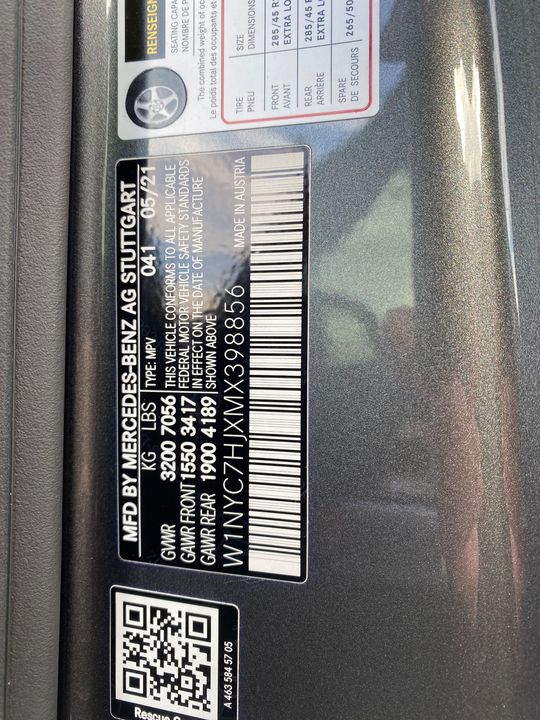 MFD BY MERCEDES-BENZ AG STUTTGART
KG LBS TYPE: MPV 041 05/21
GVWR 3200 7056
GAWR FRONT 1550 3417
GAWR REAR 1900 4189
THIS VEHICLE CONFORMS TO ALL APPLICABLE
FEDERAL MOTOR VEHICLE SAFETY STANDARDS
IN EFFECT ON THE DATE OF MANUFACTURE
SHOWN ABOVE
W1NYC7HJXMX398856 MADE IN AUSTRIA
SEATING CAPA
NOMBRE DE P
The combined weight of oc
Le poids total des occupants et
TIRE SIZE
PNEU DIMENSIONS
FRONT 285/45 R
AVANT EXTRA LO
REAR 285/45 R
ARRIÈRE EXTRA LO
SPARE 265/50
DE SECOURS
A 463 584 57 05